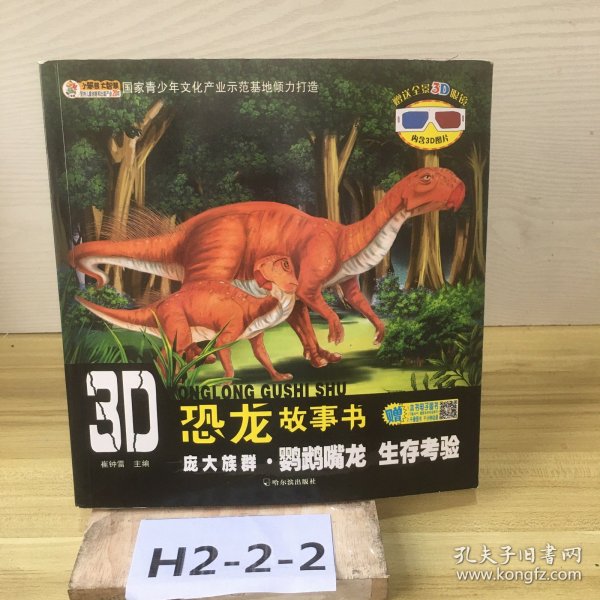 国家青少年文化产业示范基地倾力打造
赠送全景3D眼镜
内含3D图片
3D
ONGLONG GUSHI SHU
恐龙故事书
赠
庞大族群·鹦鹉嘴龙 生存考验
崔钟雷 主编
哈尔滨出版社
H2-2-2
孔夫子旧书网
www.kongfz.com